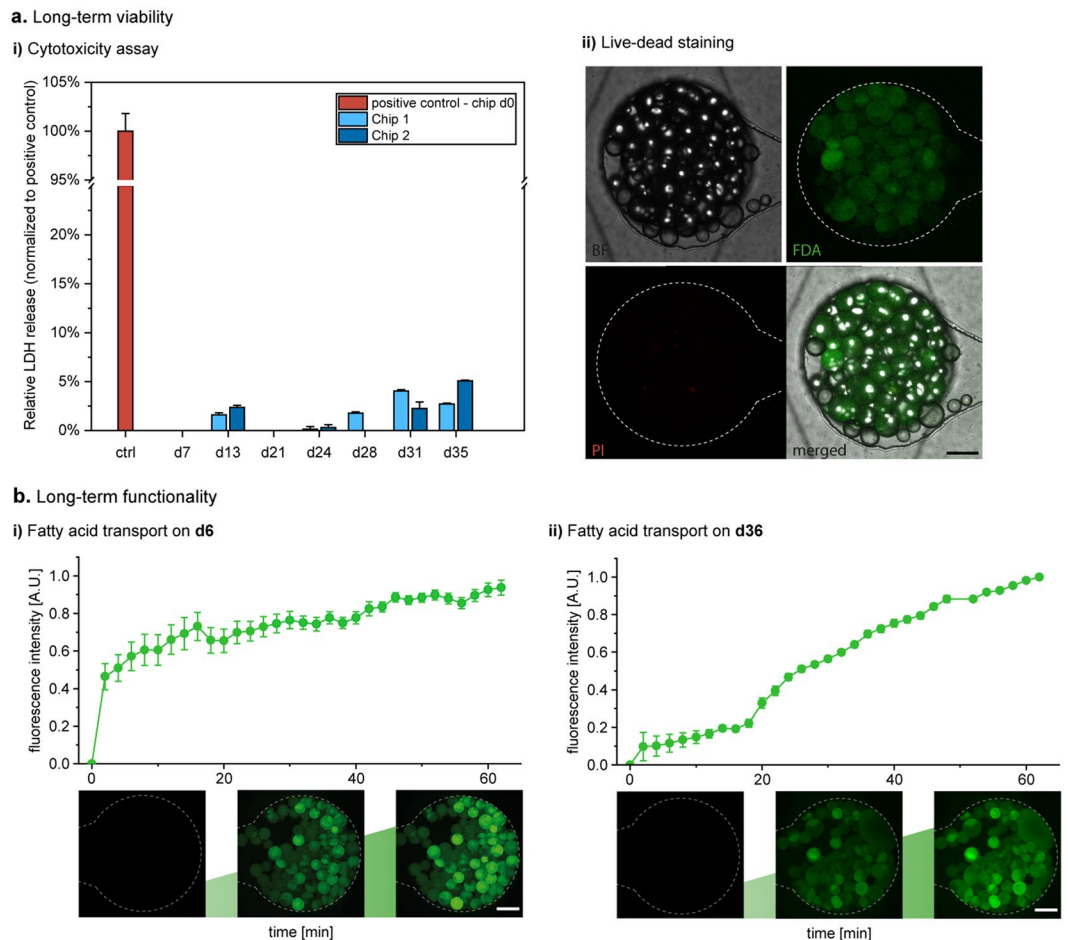 a. Long-term viability
i) Cytotoxicity assay
ii) Live-dead staining
Relative LDH release (normalized to positive control)
105%
100%
95%
20%
15%
10%
5%
0%
positive control - chip d0
Chip 1
Chip 2
ctrl d7 d13 d21 d24 d28 d31 d35
BF
FDA
PI
merged
b. Long-term functionality
i) Fatty acid transport on d6
fluorescence intensity [A.U.]
1.0
0.8
0.6
0.4
0.2
0.0
0 20 40 60
time [min]
ii) Fatty acid transport on d36
fluorescence intensity [A.U.]
1.0
0.8
0.6
0.4
0.2
0.0
0 20 40 60
time [min]